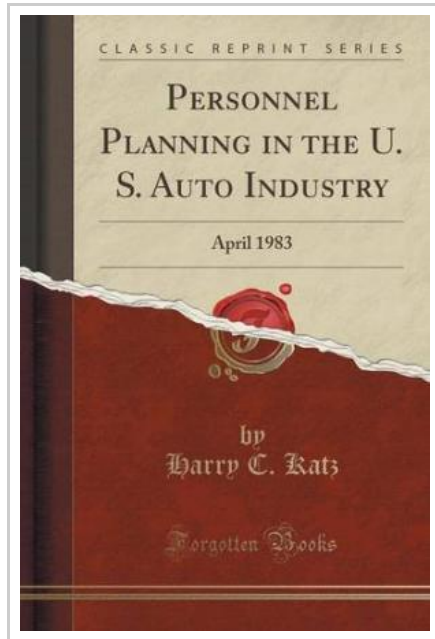 CLASSIC REPRINT SERIES
PERSONNEL
PLANNING IN THE U.
S. AUTO INDUSTRY
April 1983
F
by
Harry C. Katz
Forgotten Books